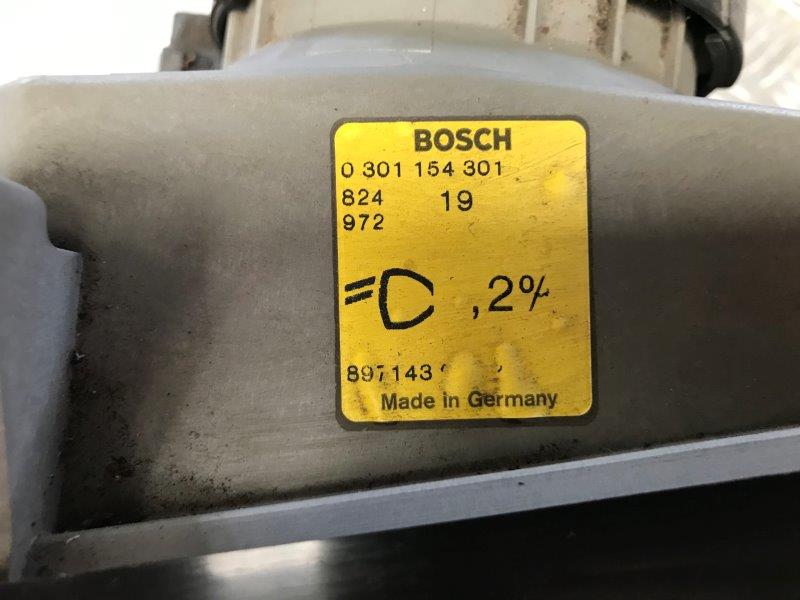 BOSCH
0 301 154 301
824 19
972
,2%
897143
Made in Germany